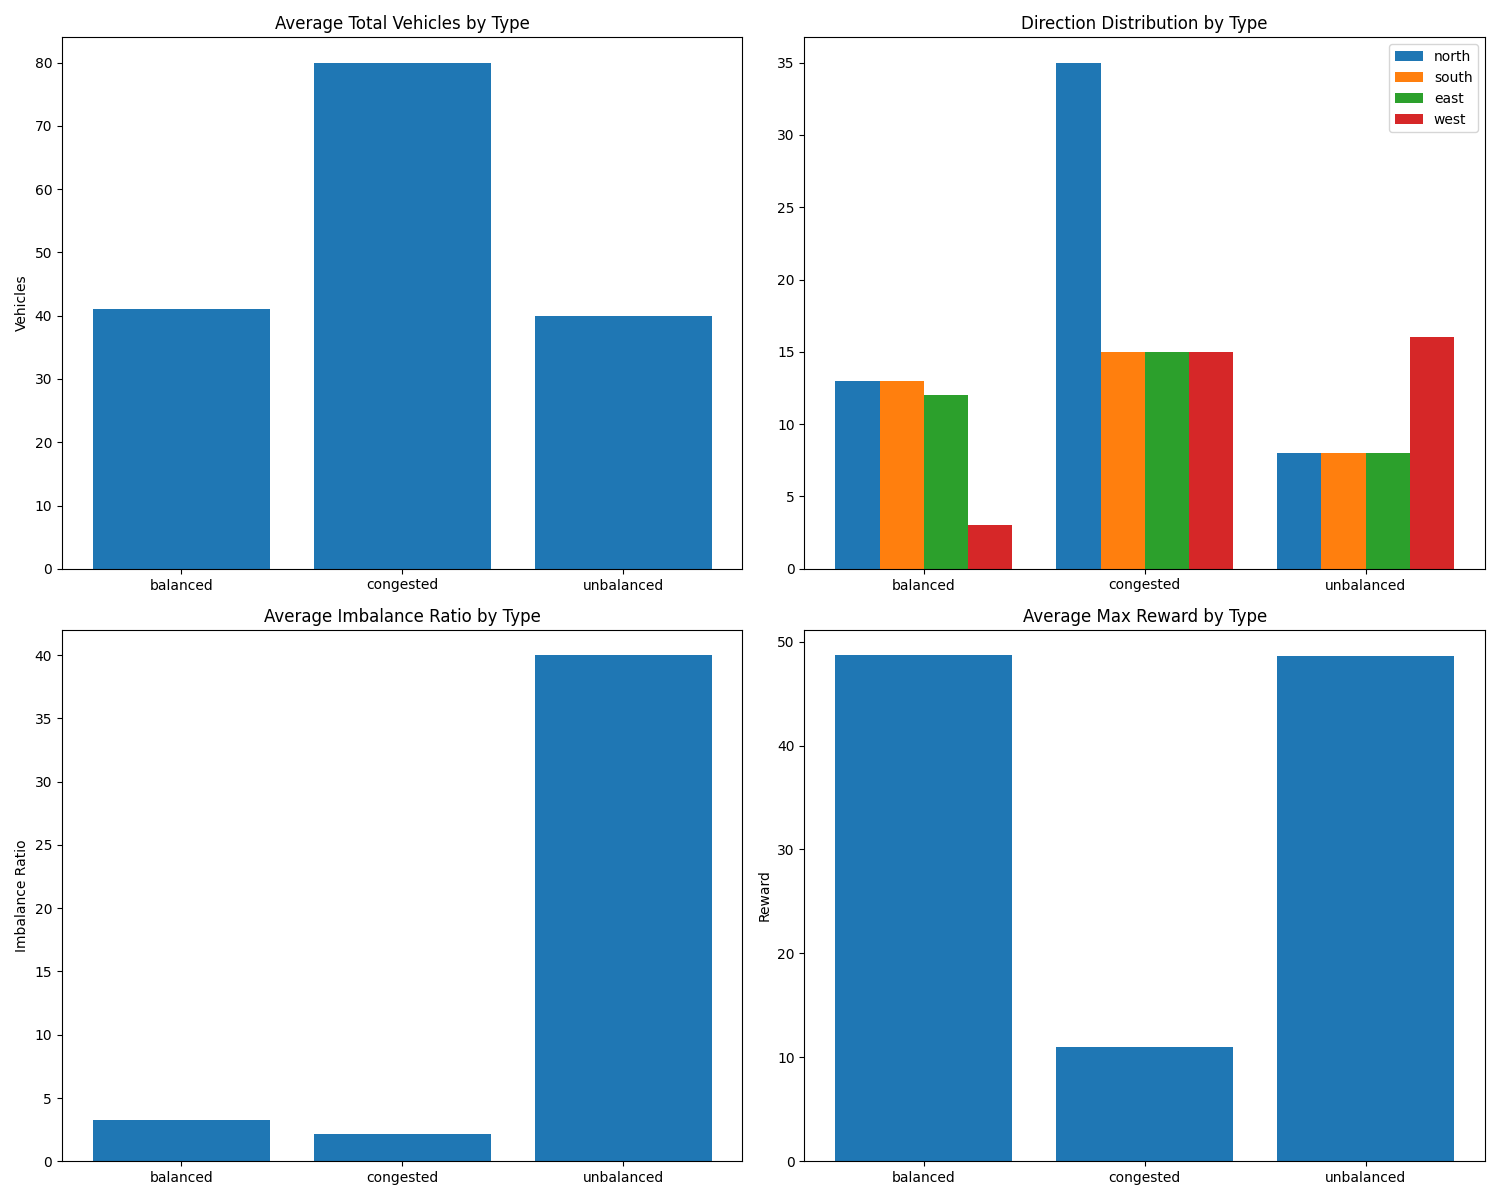 Average Total Vehicles by Type
Vehicles
80
70
60
50
40
30
20
10
0
balanced congested unbalanced
Direction Distribution by Type
35
30
25
20
15
10
5
0
north
south
east
west
balanced congested unbalanced
Average Imbalance Ratio by Type
Imbalance Ratio
40
35
30
25
20
15
10
5
0
balanced congested unbalanced
Average Max Reward by Type
Reward
50
40
30
20
10
0
balanced congested unbalanced